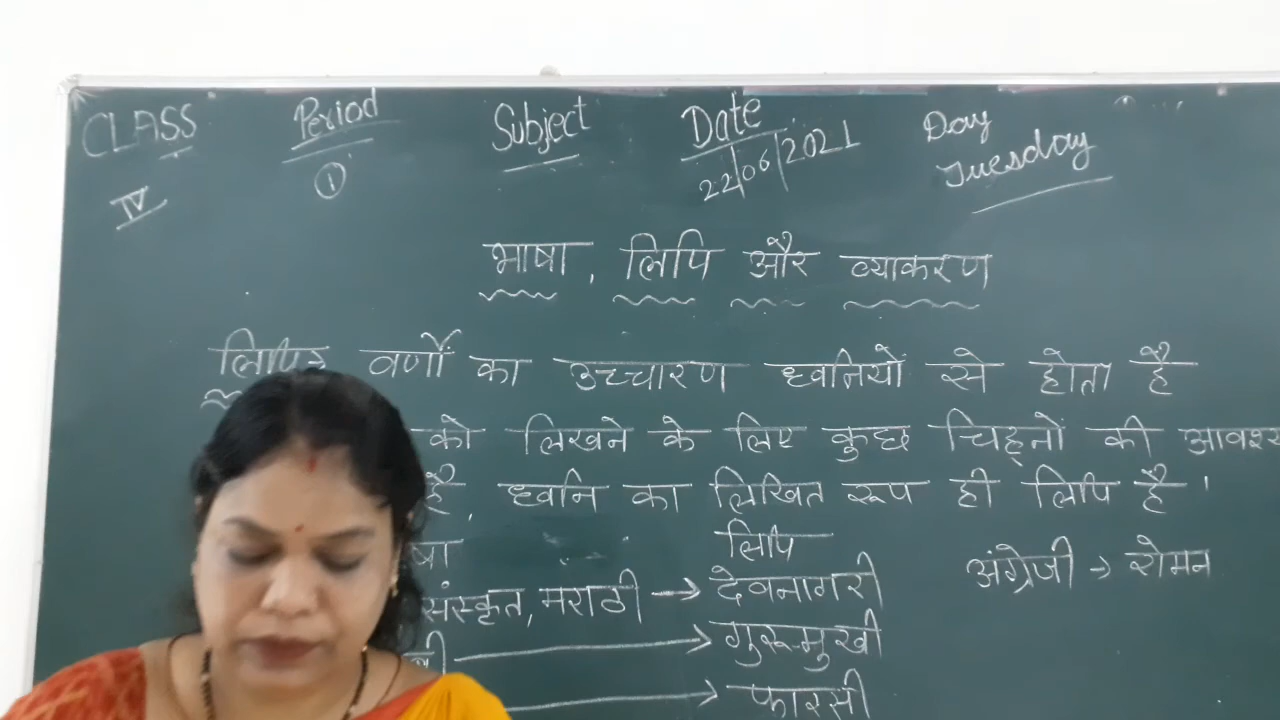 CLASS Period Subject Date Day
IV 1 22/06/2021 Tuesday
भाषा, लिपि और व्याकरण
लिपि वर्णों का उच्चारण ध्वनियों से होता है
को लिखने के लिए कुछ चिह्नों की आवश्य
है, ध्वनि का लिखित रूप ही लिपि है।
षा लिपि
संस्कृत, मराठी → देवनागरी अंग्रेजी → रोमन
→ गुरूमुखी
→ फारसी